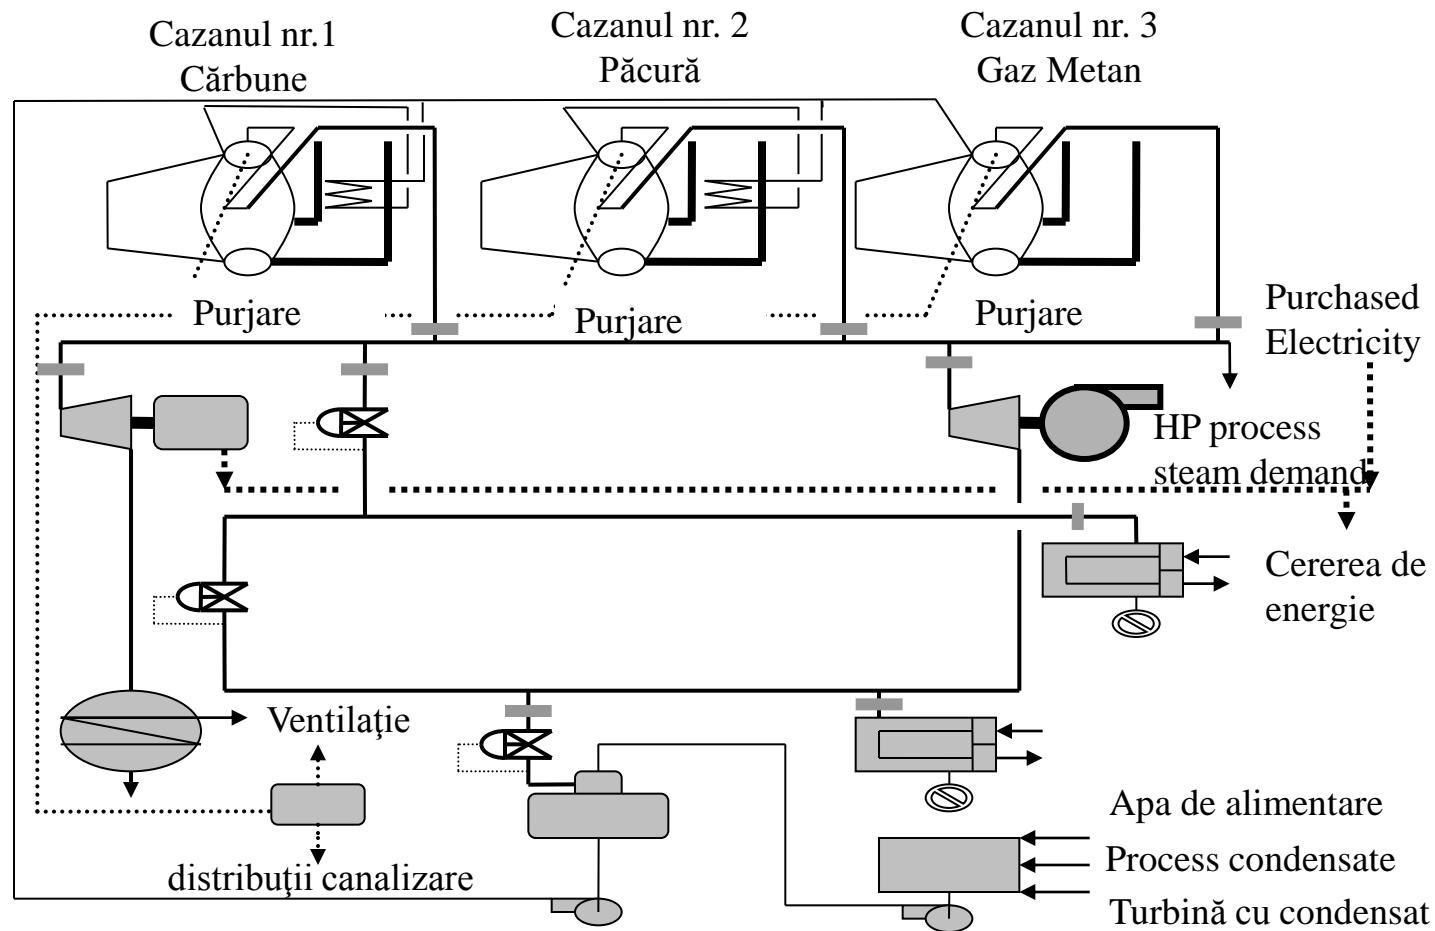 Cazanul nr.1
Cărbune
Cazanul nr. 2
Păcură
Cazanul nr. 3
Gaz Metan
Purjare
Purjare
Purjare
Purchased
Electricity
HP process
steam demand
Cererea de
energie
Ventilaţie
distribuţii canalizare
Apa de alimentare
Process condensate
Turbină cu condensat